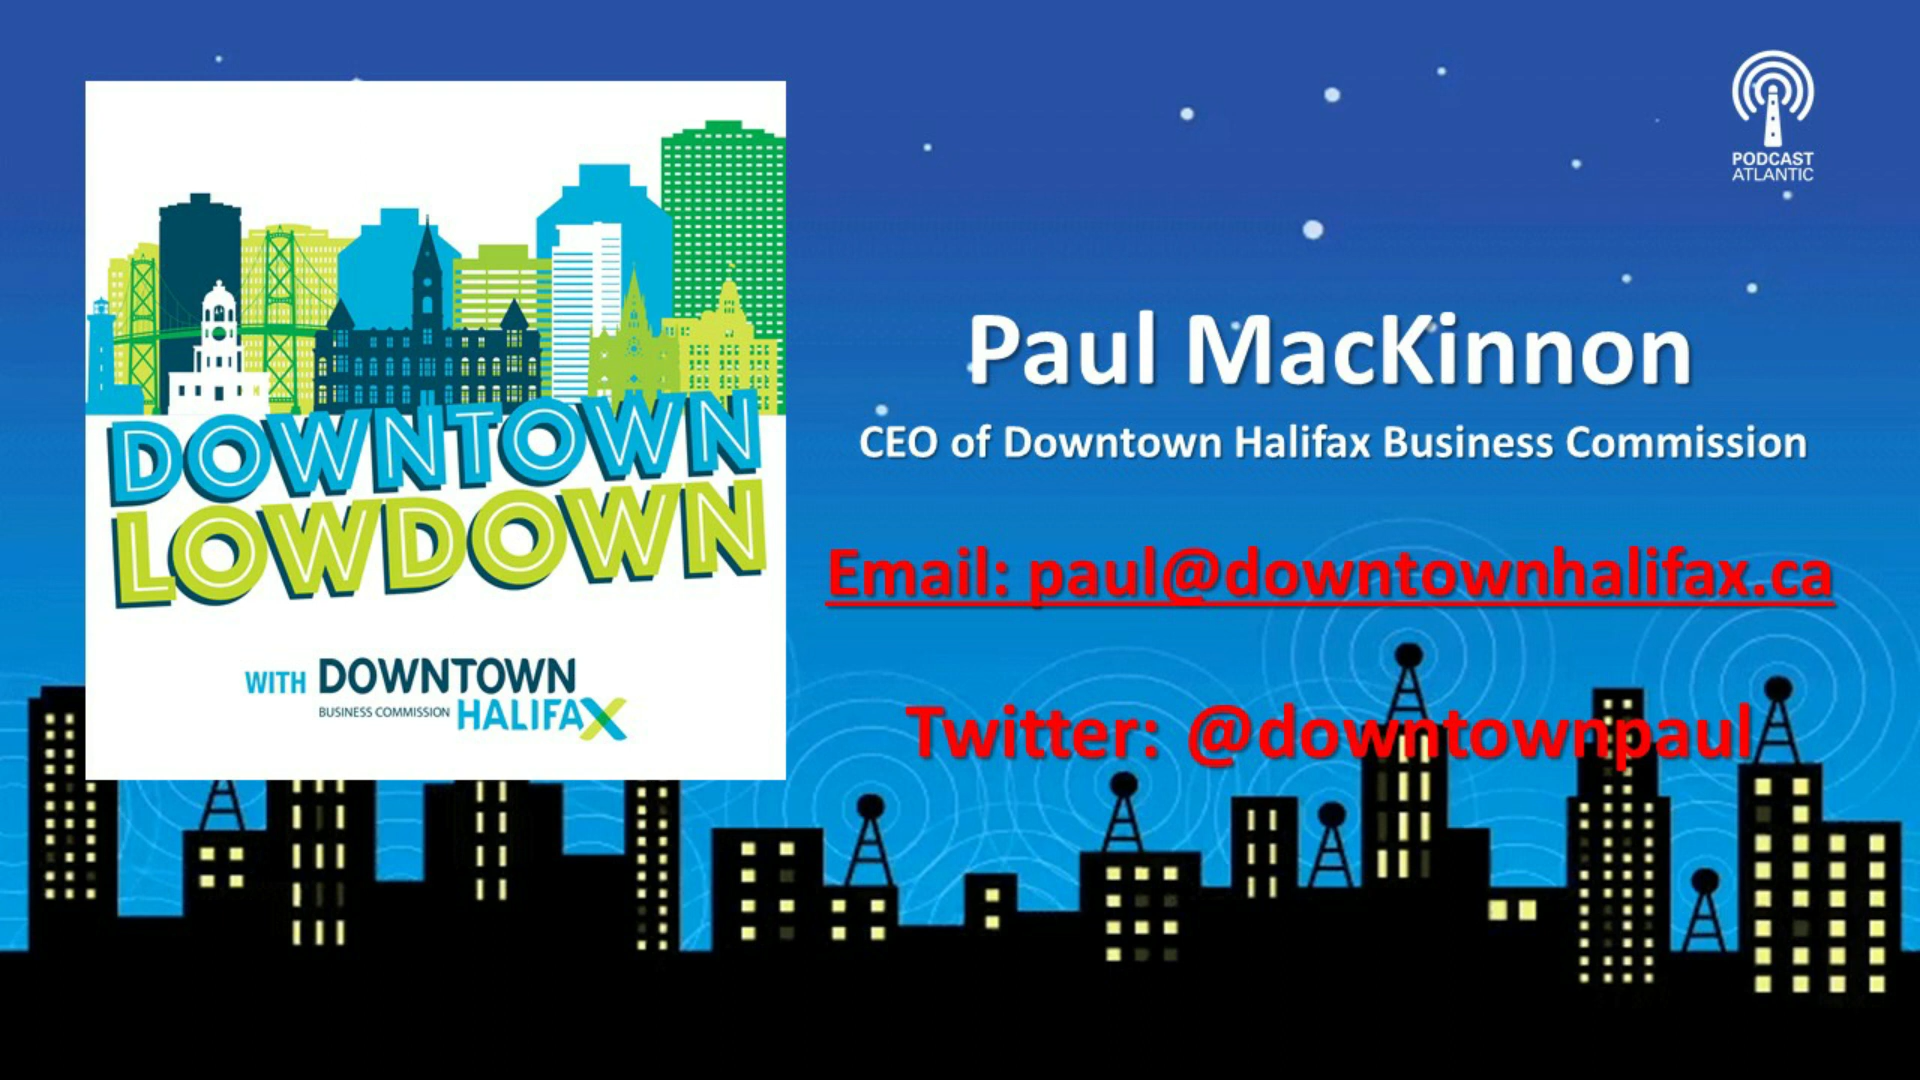 DOWNTOWN
LOWDOWN
WITH DOWNTOWN
BUSINESS COMMISSION HALIFAX
PODCAST
ATLANTIC
Paul MacKinnon
CEO of Downtown Halifax Business Commission
Email: paul@downtownhalifax.ca
Twitter: @downtownpaul